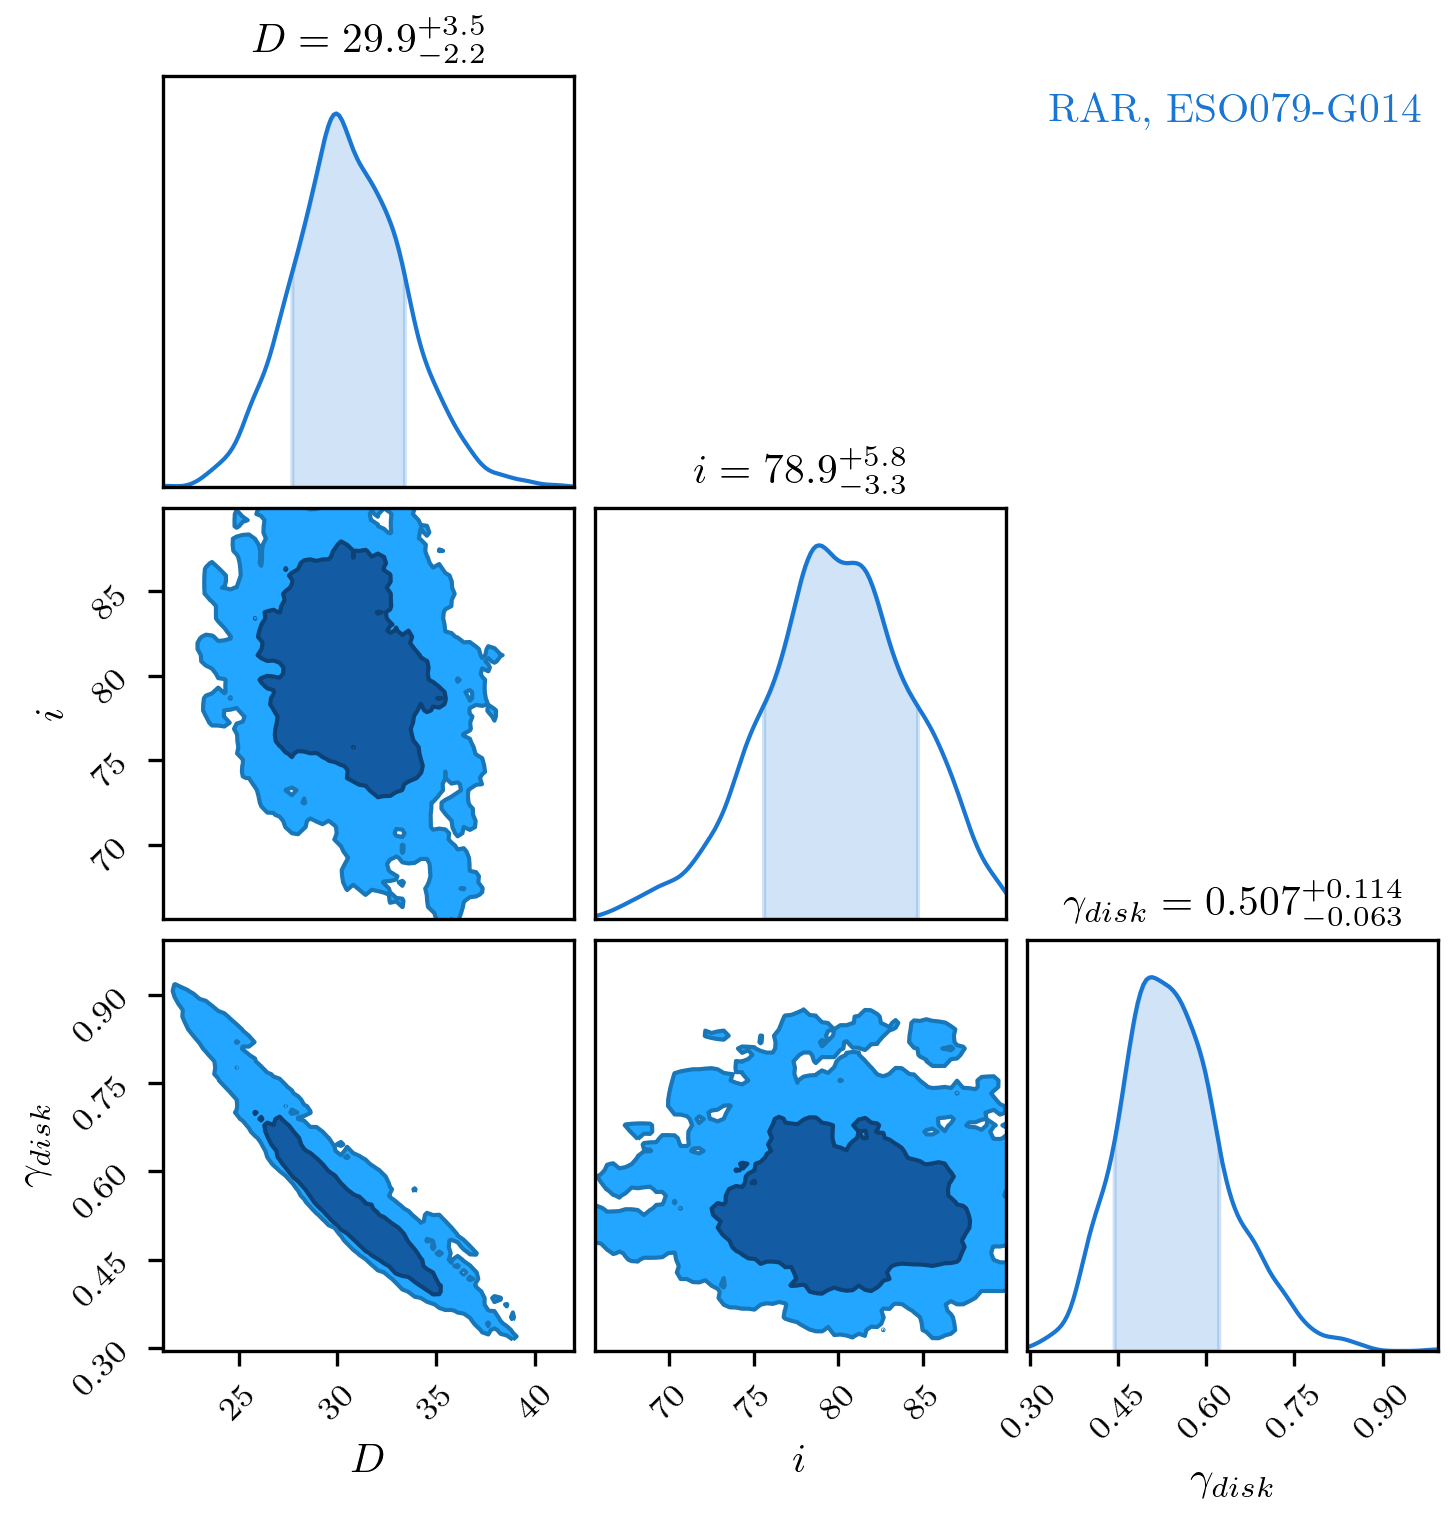 D = 29.9^{+3.5}_{-2.2}
RAR, ESO079-G014
i = 78.9^{+5.8}_{-3.3}
85
80
75
70
i
γ_{disk} = 0.507^{+0.114}_{-0.063}
0.90
0.75
0.60
0.45
0.30
γ_{disk}
25 30 35 40
70 75 80 85
0.30 0.45 0.60 0.75 0.90
D
i
γ_{disk}